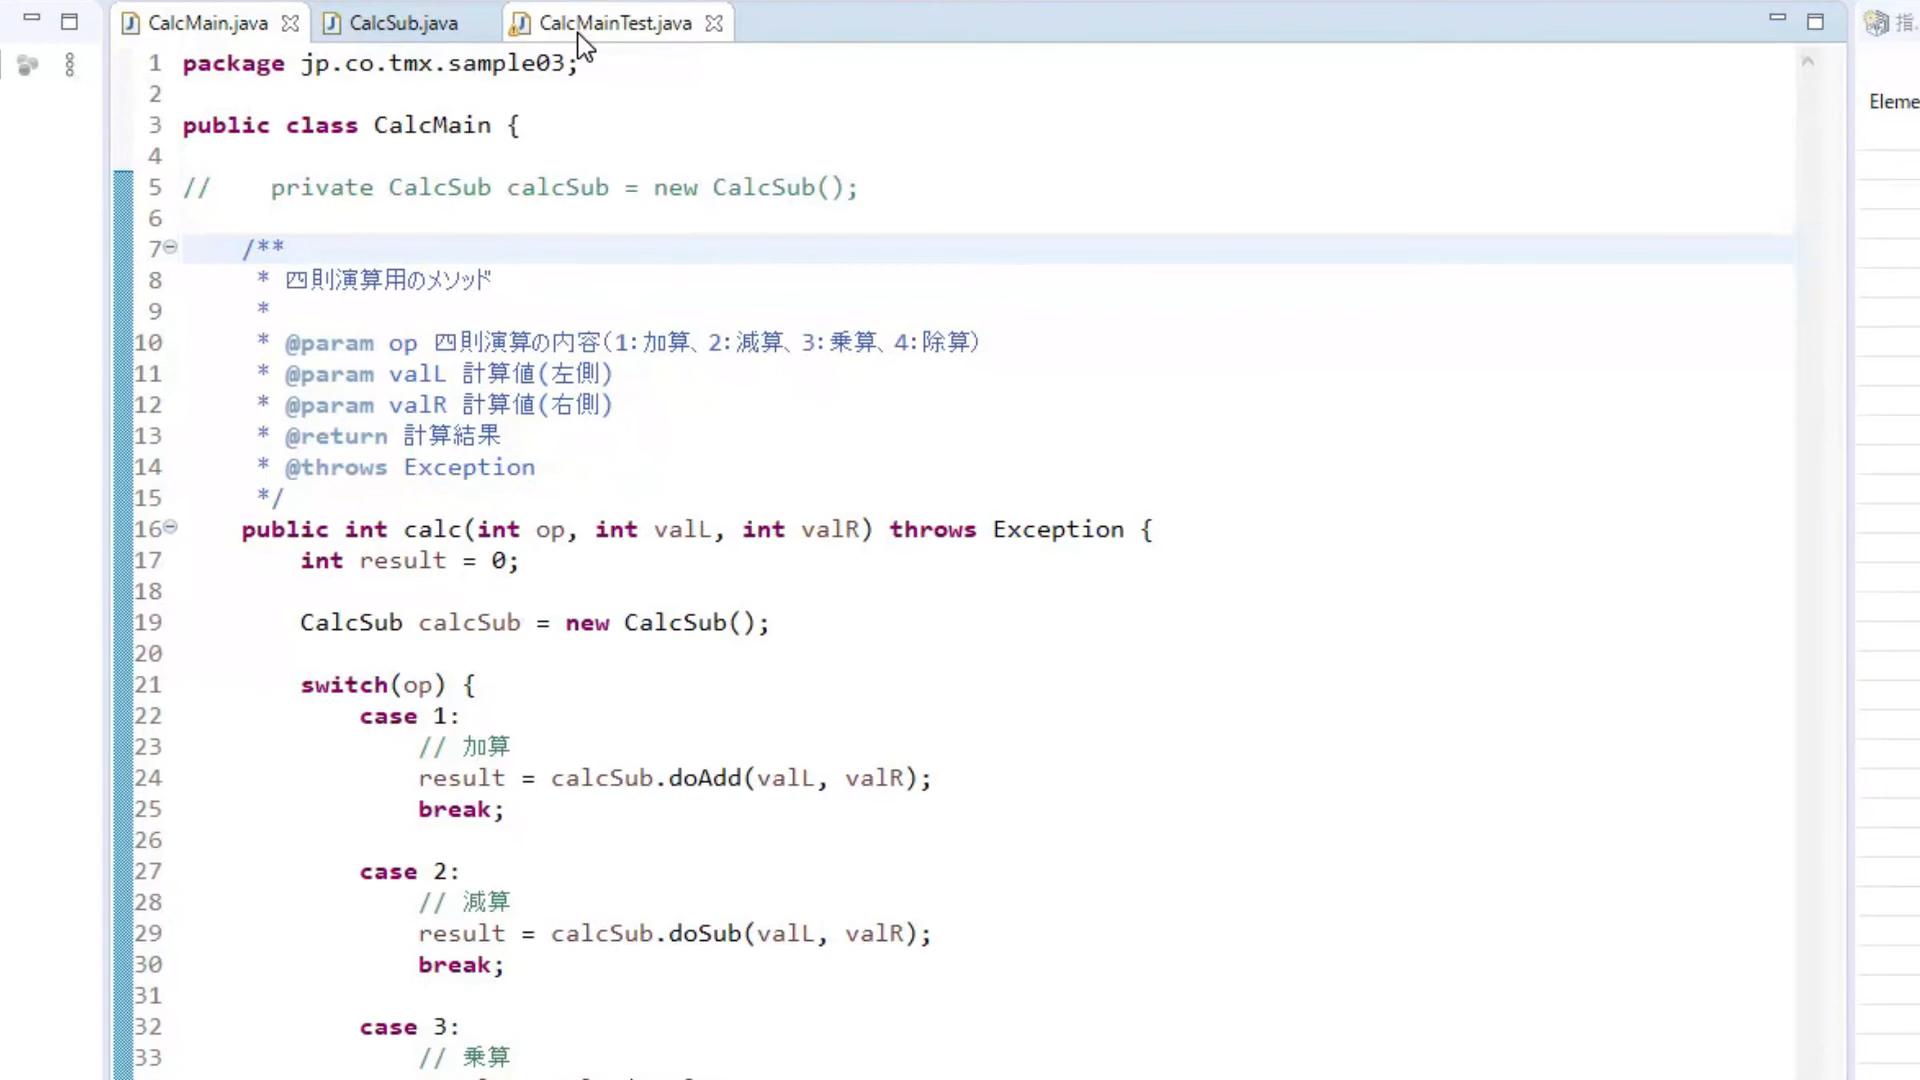 CalcMain.java CalcSub.java CalcMainTest.java 指
1 package jp.co.tmx.sample03;
2
3 public class CalcMain {
4
5 //    private CalcSub calcSub = new CalcSub();
6
7     /**
8      * 四則演算用のメソッド
9      *
10      * @param op 四則演算の内容(1:加算、2:減算、3:乗算、4:除算)
11      * @param valL 計算値(左側)
12      * @param valR 計算値(右側)
13      * @return 計算結果
14      * @throws Exception
15      */
16     public int calc(int op, int valL, int valR) throws Exception {
17         int result = 0;
18
19         CalcSub calcSub = new CalcSub();
20
21         switch(op) {
22             case 1:
23                 // 加算
24                 result = calcSub.doAdd(valL, valR);
25                 break;
26
27             case 2:
28                 // 減算
29                 result = calcSub.doSub(valL, valR);
30                 break;
31
32             case 3:
33                 // 乗算
Eleme